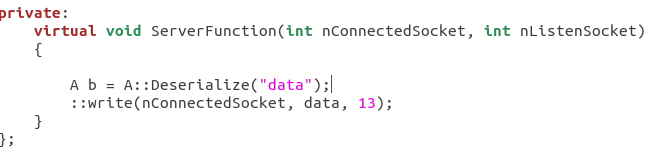 private:
    virtual void ServerFunction(int nConnectedSocket, int nListenSocket)
    {
        A b = A::Deserialize("data");
        ::write(nConnectedSocket, data, 13);
    }
};